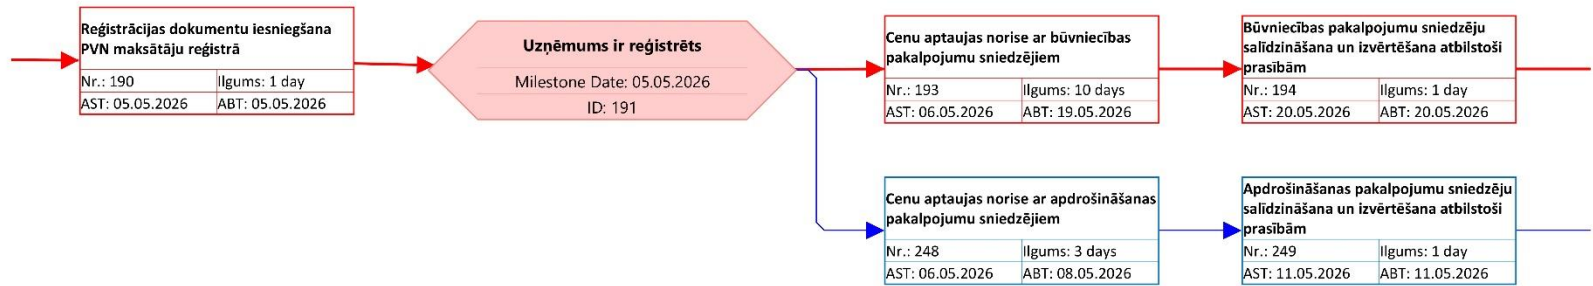 Reģistrācijas dokumentu iesniegšana
PVN maksātāju reģistrā
Nr.: 190 Ilgums: 1 day
AST: 05.05.2026 ABT: 05.05.2026
Uzņēmums ir reģistrēts
Milestone Date: 05.05.2026
ID: 191
Cenu aptaujas norise ar būvniecības
pakalpojumu sniedzējiem
Nr.: 193 Ilgums: 10 days
AST: 06.05.2026 ABT: 19.05.2026
Būvniecības pakalpojumu sniedzēju
salīdzināšana un izvērtēšana atbilstoši
prasībām
Nr.: 194 Ilgums: 1 day
AST: 20.05.2026 ABT: 20.05.2026
Cenu aptaujas norise ar apdrošināšanas
pakalpojumu sniedzējiem
Nr.: 248 Ilgums: 3 days
AST: 06.05.2026 ABT: 08.05.2026
Apdrošināšanas pakalpojumu sniedzēju
salīdzināšana un izvērtēšana atbilstoši
prasībām
Nr.: 249 Ilgums: 1 day
AST: 11.05.2026 ABT: 11.05.2026